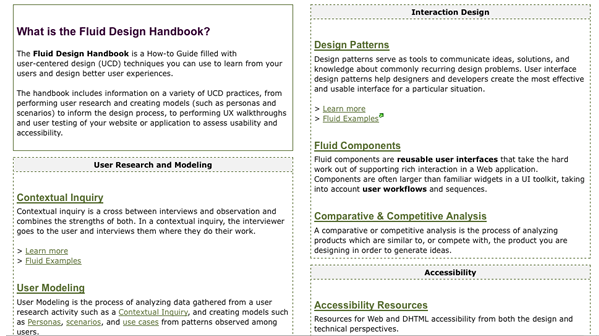 What is the Fluid Design Handbook?
The Fluid Design Handbook is a How-to Guide filled with
user-centered design (UCD) techniques you can use to learn from your
users and design better user experiences.
The handbook includes information on a variety of UCD practices, from
performing user research and creating models (such as personas and
scenarios) to inform the design process, to performing UX walkthroughs
and user testing of your website or application to assess usability and
accessibility.
User Research and Modeling
Contextual Inquiry
Contextual inquiry is a cross between interviews and observation and
combines the strengths of both. In a contextual inquiry, the interviewer
goes to the user and interviews them where they do their work.
> Learn more
> Fluid Examples
User Modeling
User Modeling is the process of analyzing data gathered from a user
research activity such as a Contextual Inquiry, and creating models such
as Personas, scenarios, and use cases from patterns observed among
users.
Interaction Design
Design Patterns
Design patterns serve as tools to communicate ideas, solutions, and
knowledge about commonly recurring design problems. User interface
design patterns help designers and developers create the most effective
and usable interface for a particular situation.
> Learn more
> Fluid Examples
Fluid Components
Fluid components are reusable user interfaces that take the hard
work out of supporting rich interaction in a Web application.
Components are often larger than familiar widgets in a UI toolkit, taking
into account user workflows and sequences.
Comparative & Competitive Analysis
A comparative or competitive analysis is the process of analyzing
products which are similar to, or compete with, the product you are
designing in order to generate ideas.
Accessibility
Accessibility Resources
Resources for Web and DHTML accessibility from both the design and
technical perspectives.